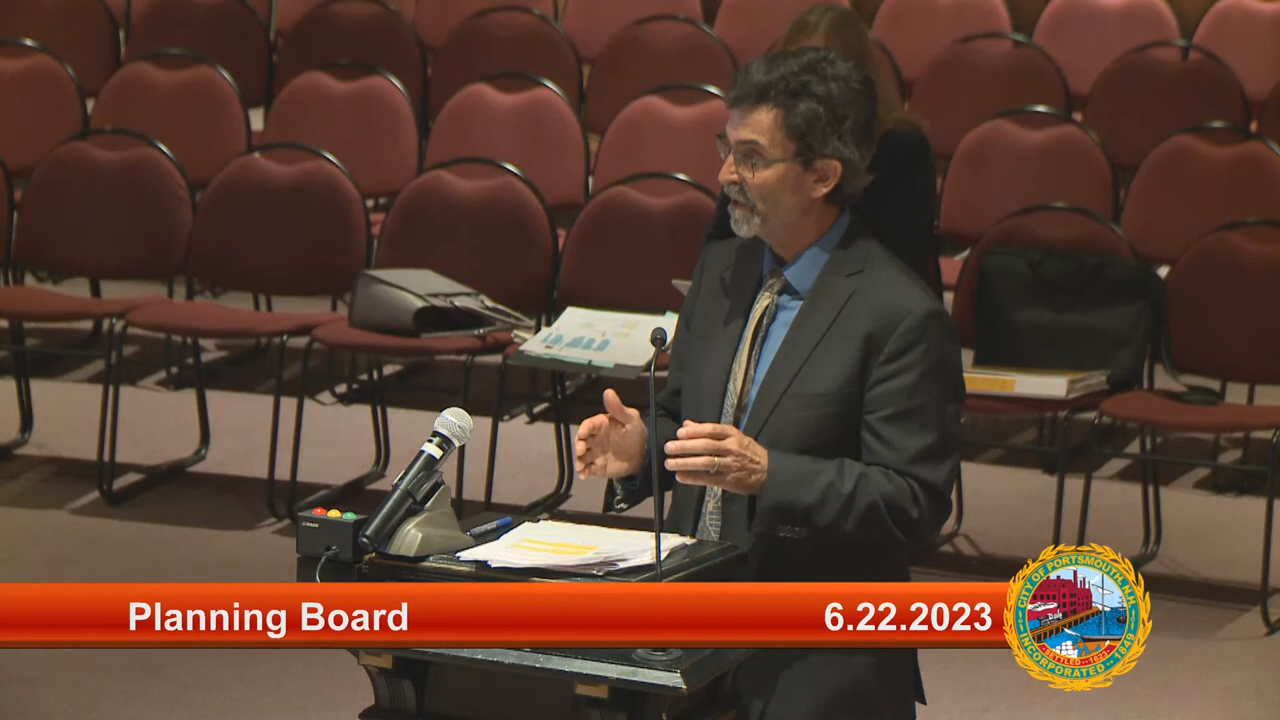 Planning Board
6.22.2023
CITY OF PORTSMOUTH, N.H.
INCORPORATED 1849
SETTLED 1623